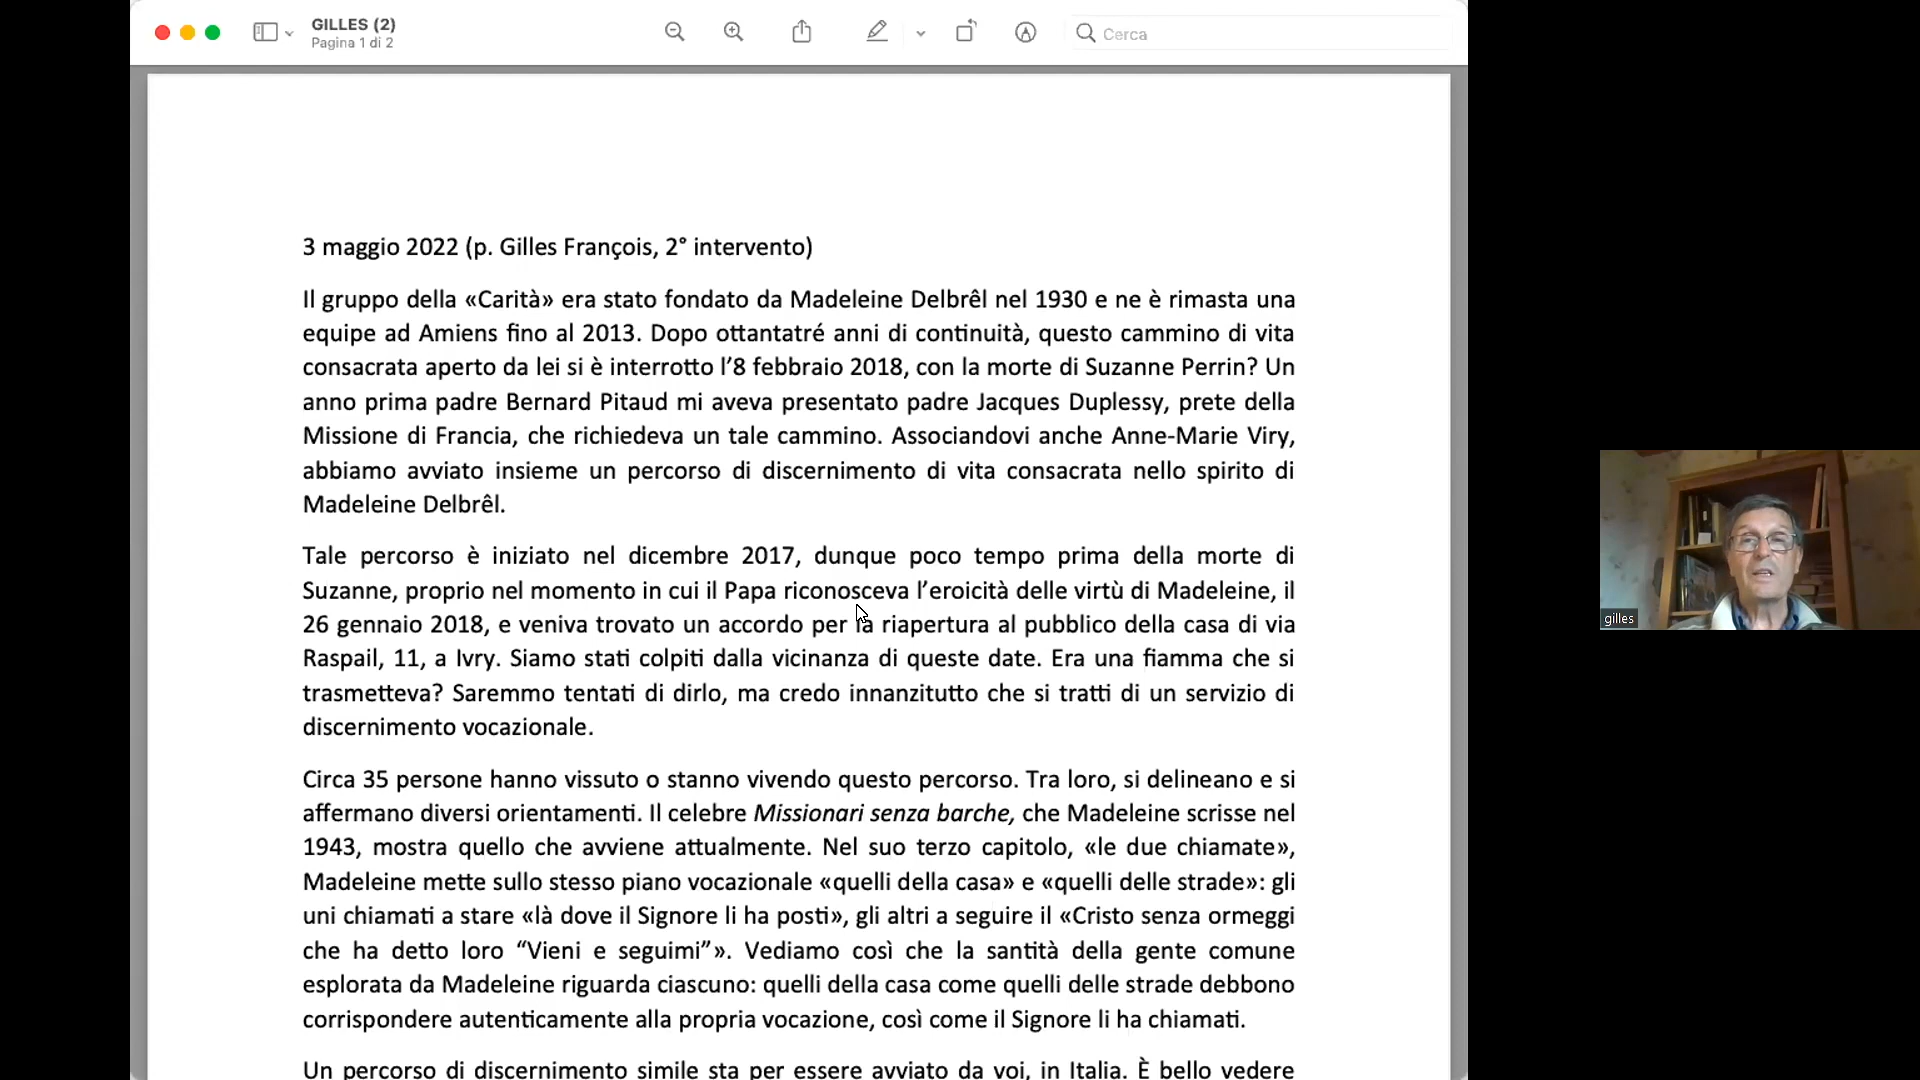 GILLES (2)
Pagina 1 di 2
Cerca
3 maggio 2022 (p. Gilles François, 2° intervento)
Il gruppo della «Carità» era stato fondato da Madeleine Delbrêl nel 1930 e ne è rimasta una
equipe ad Amiens fino al 2013. Dopo ottantatré anni di continuità, questo cammino di vita
consacrata aperto da lei si è interrotto l’8 febbraio 2018, con la morte di Suzanne Perrin? Un
anno prima padre Bernard Pitaud mi aveva presentato padre Jacques Duplessy, prete della
Missione di Francia, che richiedeva un tale cammino. Associandovi anche Anne-Marie Viry,
abbiamo avviato insieme un percorso di discernimento di vita consacrata nello spirito di
Madeleine Delbrêl.
Tale percorso è iniziato nel dicembre 2017, dunque poco tempo prima della morte di
Suzanne, proprio nel momento in cui il Papa riconosceva l’eroicità delle virtù di Madeleine, il
26 gennaio 2018, e veniva trovato un accordo per la riapertura al pubblico della casa di via
Raspail, 11, a Ivry. Siamo stati colpiti dalla vicinanza di queste date. Era una fiamma che si
trasmetteva? Saremmo tentati di dirlo, ma credo innanzitutto che si tratti di un servizio di
discernimento vocazionale.
Circa 35 persone hanno vissuto o stanno vivendo questo percorso. Tra loro, si delineano e si
affermano diversi orientamenti. Il celebre Missionari senza barche, che Madeleine scrisse nel
1943, mostra quello che avviene attualmente. Nel suo terzo capitolo, «le due chiamate»,
Madeleine mette sullo stesso piano vocazionale «quelli della casa» e «quelli delle strade»: gli
uni chiamati a stare «là dove il Signore li ha posti», gli altri a seguire il «Cristo senza ormeggi
che ha detto loro “Vieni e seguimi”». Vediamo così che la santità della gente comune
esplorata da Madeleine riguarda ciascuno: quelli della casa come quelli delle strade debbono
corrispondere autenticamente alla propria vocazione, così come il Signore li ha chiamati.
Un percorso di discernimento simile sta per essere avviato da voi, in Italia. È bello vedere
gilles